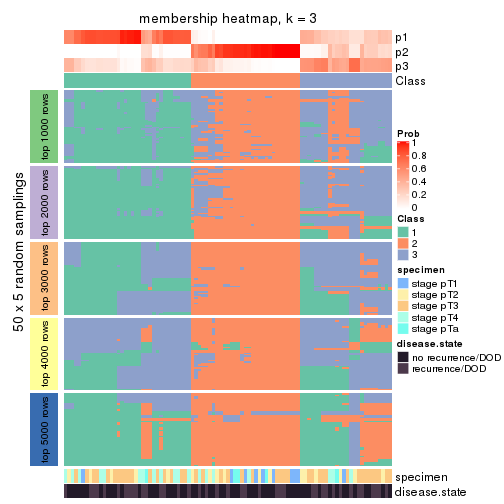 membership heatmap, k = 3
p1
p2
p3
Class
50 x 5 random samplings
top 1000 rows
top 2000 rows
top 3000 rows
top 4000 rows
top 5000 rows
specimen
disease.state
Prob
1
0.8
0.6
0.4
0.2
0
Class
1
2
3
specimen
stage pT1
stage pT2
stage pT3
stage pT4
stage pTa
disease.state
no recurrence/DOD
recurrence/DOD